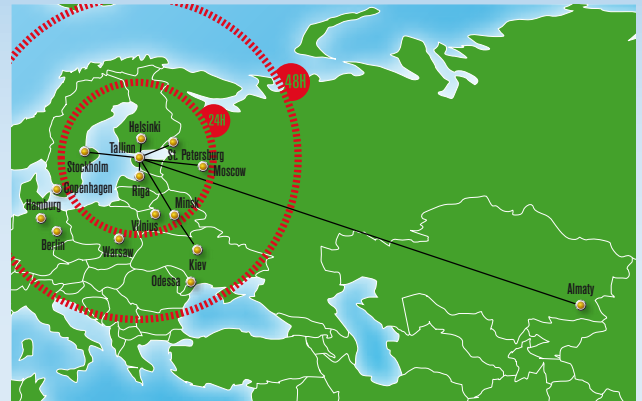 48H
24H
Helsinki
Tallinn
St. Petersburg
Stockholm
Moscow
Copenhagen
Riga
Hamburg
Minsk
Vilnius
Berlin
Warsaw
Kiev
Odessa
Almaty